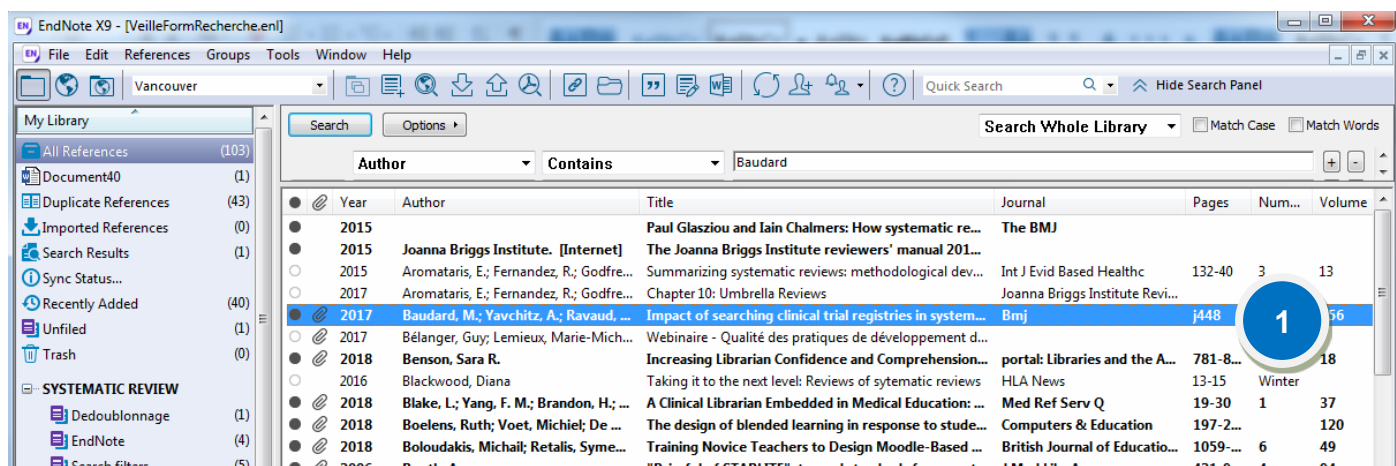 EndNote X9 - [VeilleFormRecherche.enl]
File Edit References Groups Tools Window Help
Vancouver Quick Search Hide Search Panel
My Library
All References (103)
Document40 (1)
Duplicate References (43)
Imported References (0)
Search Results (1)
Sync Status...
Recently Added (40)
Unfiled (1)
Trash (0)
SYSTEMATIC REVIEW
Dedoublonnage (1)
EndNote (4)
Search filters (5)
Search Options Search Whole Library Match Case Match Words
Author Contains Baudard + -
Year Author Title Journal Pages Num... Volume
2015 Paul Glasziou and Iain Chalmers: How systematic re... The BMJ
2015 Joanna Briggs Institute. [Internet] The Joanna Briggs Institute reviewers' manual 201...
2015 Aromataris, E.; Fernandez, R.; Godfre... Summarizing systematic reviews: methodological dev... Int J Evid Based Healthc 132-40 3 13
2017 Aromataris, E.; Fernandez, R.; Godfre... Chapter 10: Umbrella Reviews Joanna Briggs Institute Revi...
2017 Baudard, M.; Yavchitz, A.; Ravaud, ... Impact of searching clinical trial registries in system... Bmj j448
1
2017 Bélanger, Guy; Lemieux, Marie-Mich... Webinaire - Qualité des pratiques de développement d...
2018 Benson, Sara R. Increasing Librarian Confidence and Comprehension... portal: Libraries and the A... 781-8... 18
2016 Blackwood, Diana Taking it to the next level: Reviews of sytematic reviews HLA News 13-15 Winter
2018 Blake, L.; Yang, F. M.; Brandon, H.; ... A Clinical Librarian Embedded in Medical Education: ... Med Ref Serv Q 19-30 1 37
2018 Boelens, Ruth; Voet, Michiel; De ... The design of blended learning in response to stude... Computers & Education 197-2... 120
2018 Boloudakis, Michail; Retalis, Syme... Training Novice Teachers to Design Moodle-Based ... British Journal of Educatio... 1059-... 6 49